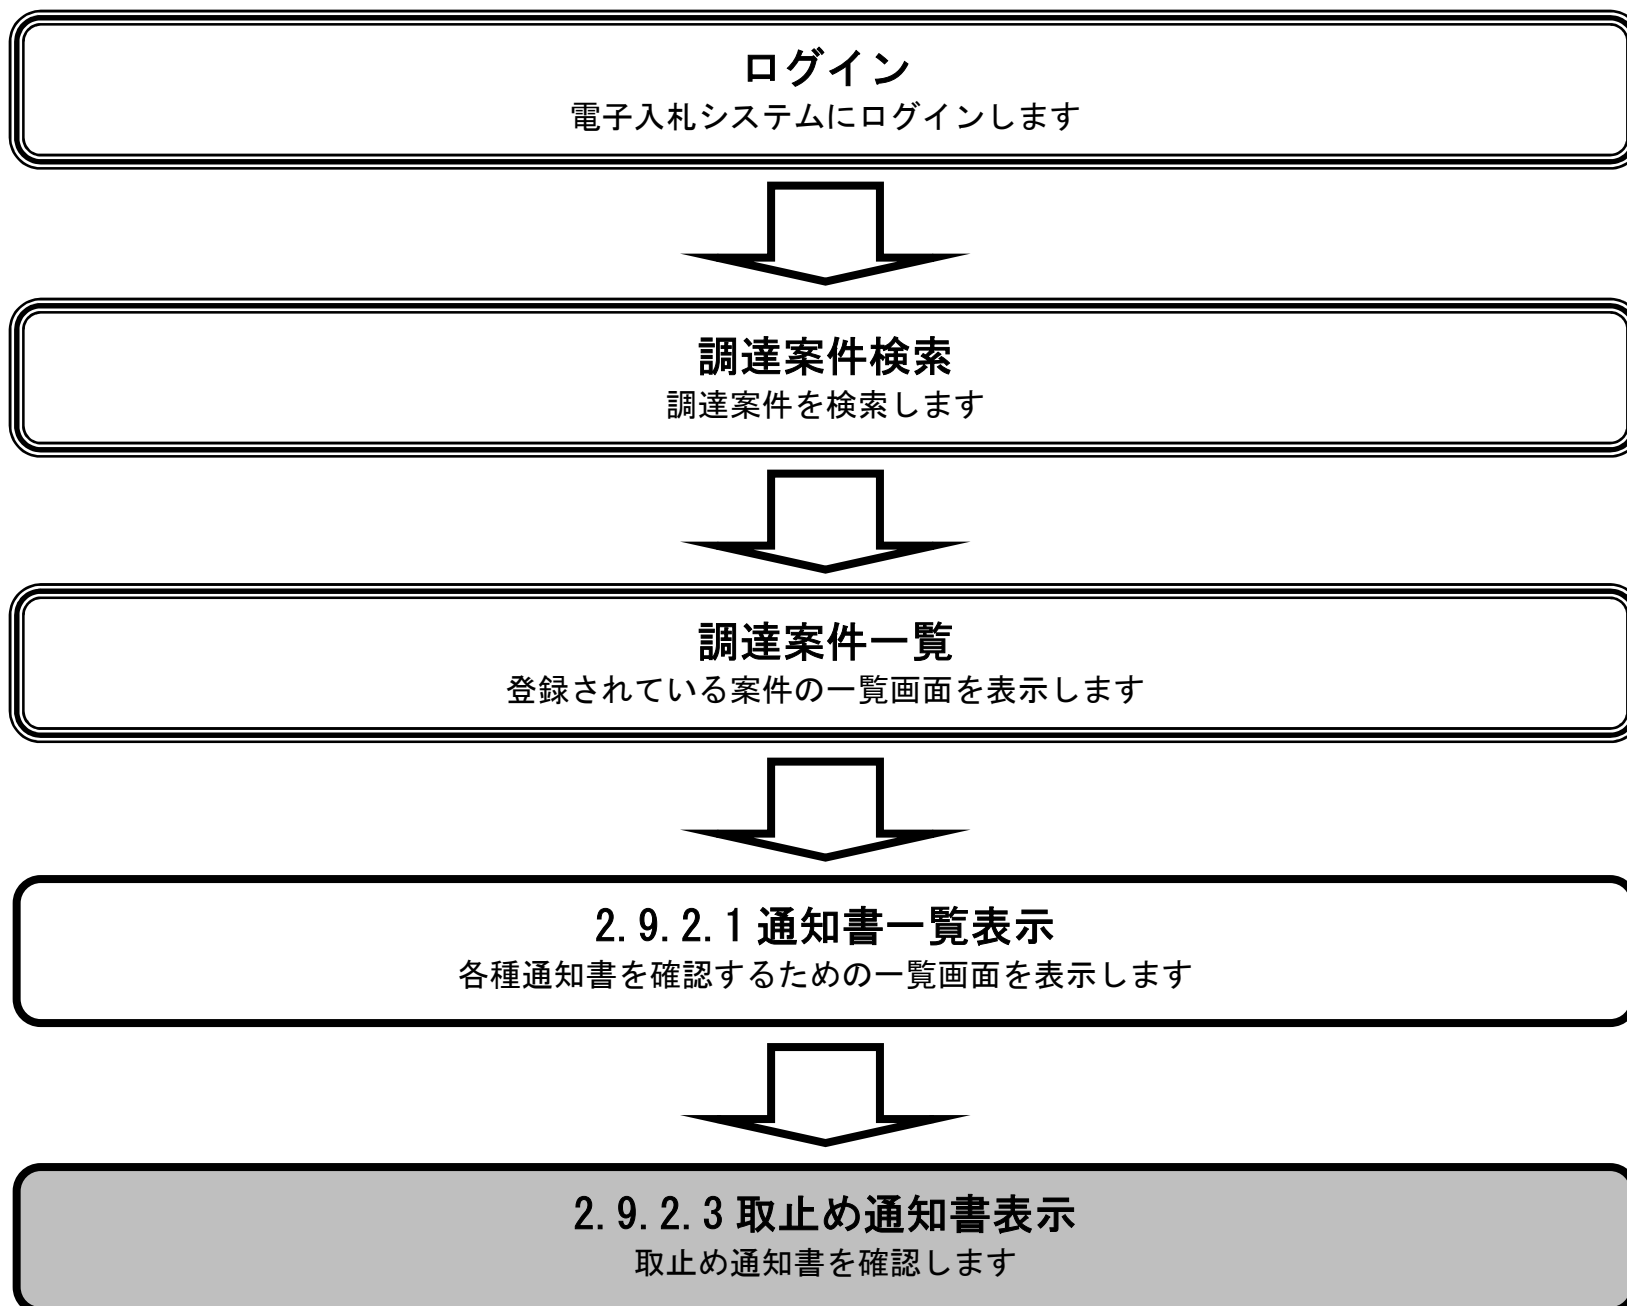 ログイン
電子入札システムにログインします
調達案件検索
調達案件を検索します
調達案件一覧
登録されている案件の一覧画面を表示します
2.9.2.1 通知書一覧表示
各種通知書を確認するための一覧画面を表示します
2.9.2.3 取止め通知書表示
取止め通知書を確認します